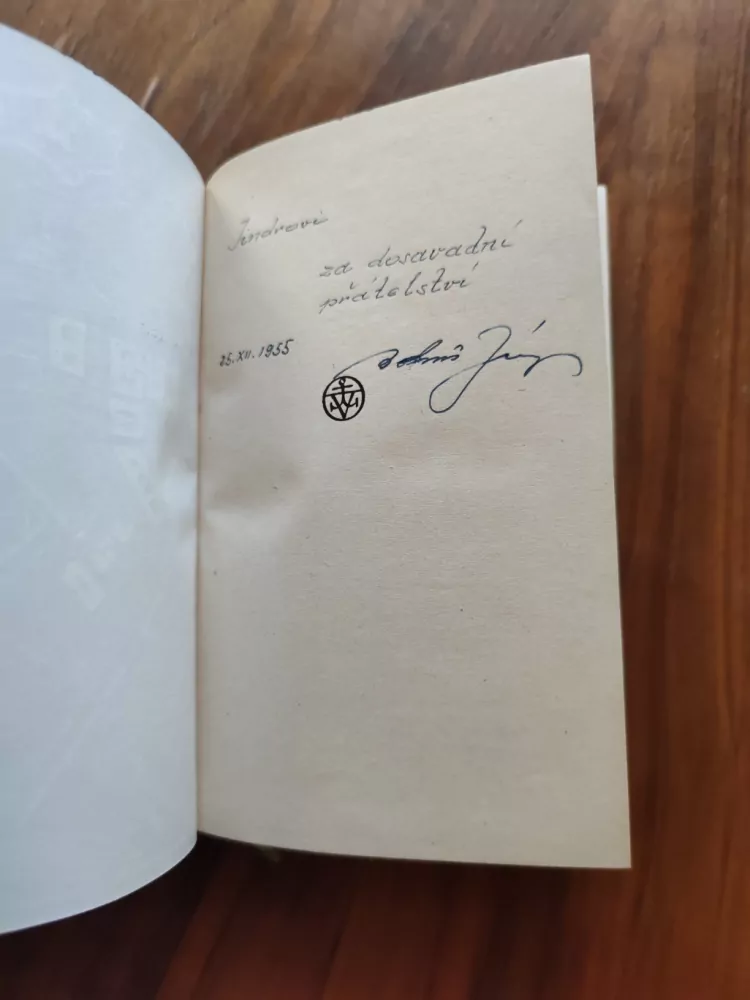 Jindrovi
za dosavadní
přátelství
25.XII.1955